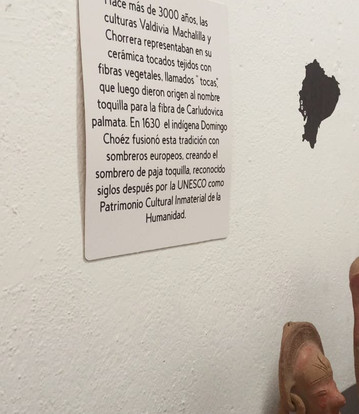 Hace más de 3000 años, las
culturas Valdivia Machalilla y
Chorrera representaban en su
cerámica tocados tejidos con
fibras vegetales, llamados " tocas",
que luego dieron origen al nombre
toquilla para la fibra de Carludovica
palmata. En 1630 el indígena Domingo
Choéz fusionó esta tradición con
sombreros europeos, creando el
sombrero de paja toquilla, reconocido
siglos después por la UNESCO como
Patrimonio Cultural Inmaterial de la
Humanidad.